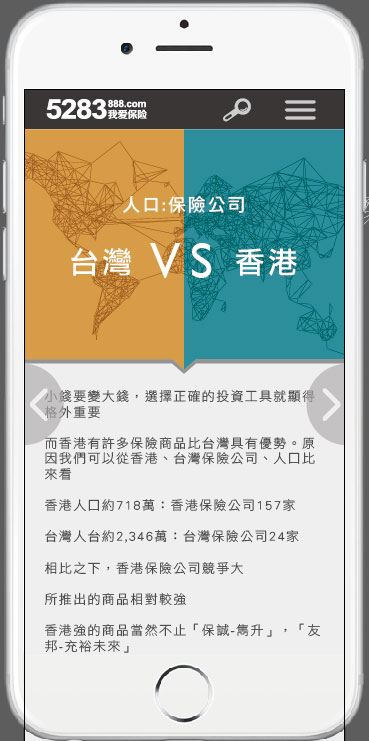 5283 888.com
我爱保险
人口:保險公司
台灣 VS 香港
小錢要變大錢，選擇正確的投資工具就顯得
格外重要
而香港有許多保險商品比台灣具有優勢。原
因我們可以從香港、台灣保險公司、人口比
來看
香港人口約718萬：香港保險公司157家
台灣人台約2,346萬：台灣保險公司24家
相比之下，香港保險公司競爭大
所推出的商品相對較強
香港強的商品當然不止「保誠-雋升」，「友
邦-充裕未來」